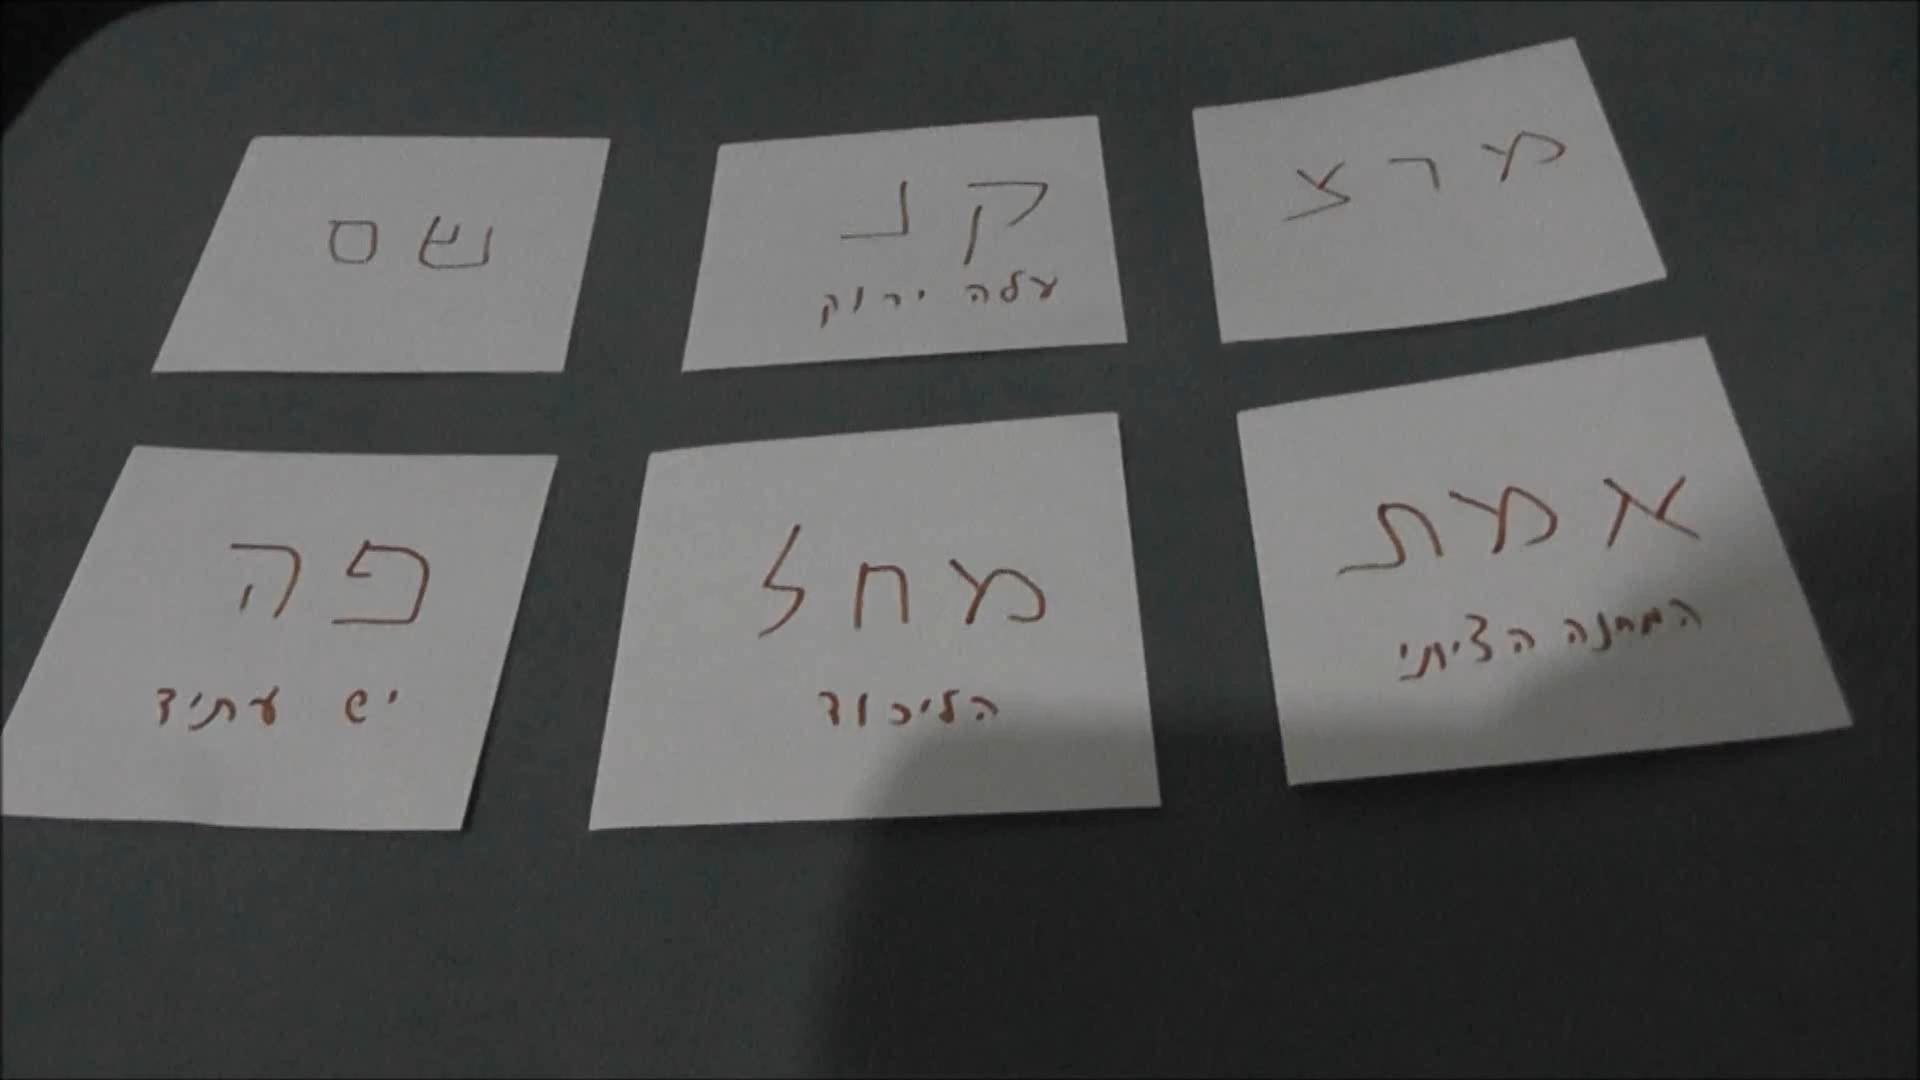 מרצ
קנ
עלה ירוק
שס
אמת
המחנה הציוני
מחל
הליכוד
פה
יש עתיד